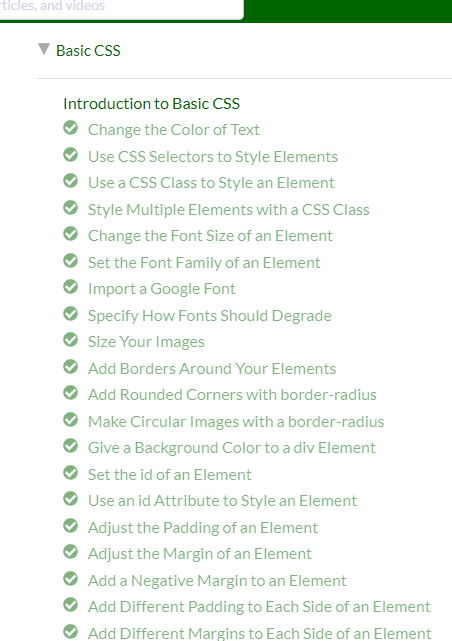 rticles, and videos
Basic CSS
Introduction to Basic CSS
Change the Color of Text
Use CSS Selectors to Style Elements
Use a CSS Class to Style an Element
Style Multiple Elements with a CSS Class
Change the Font Size of an Element
Set the Font Family of an Element
Import a Google Font
Specify How Fonts Should Degrade
Size Your Images
Add Borders Around Your Elements
Add Rounded Corners with border-radius
Make Circular Images with a border-radius
Give a Background Color to a div Element
Set the id of an Element
Use an id Attribute to Style an Element
Adjust the Padding of an Element
Adjust the Margin of an Element
Add a Negative Margin to an Element
Add Different Padding to Each Side of an Element
Add Different Margins to Each Side of an Element